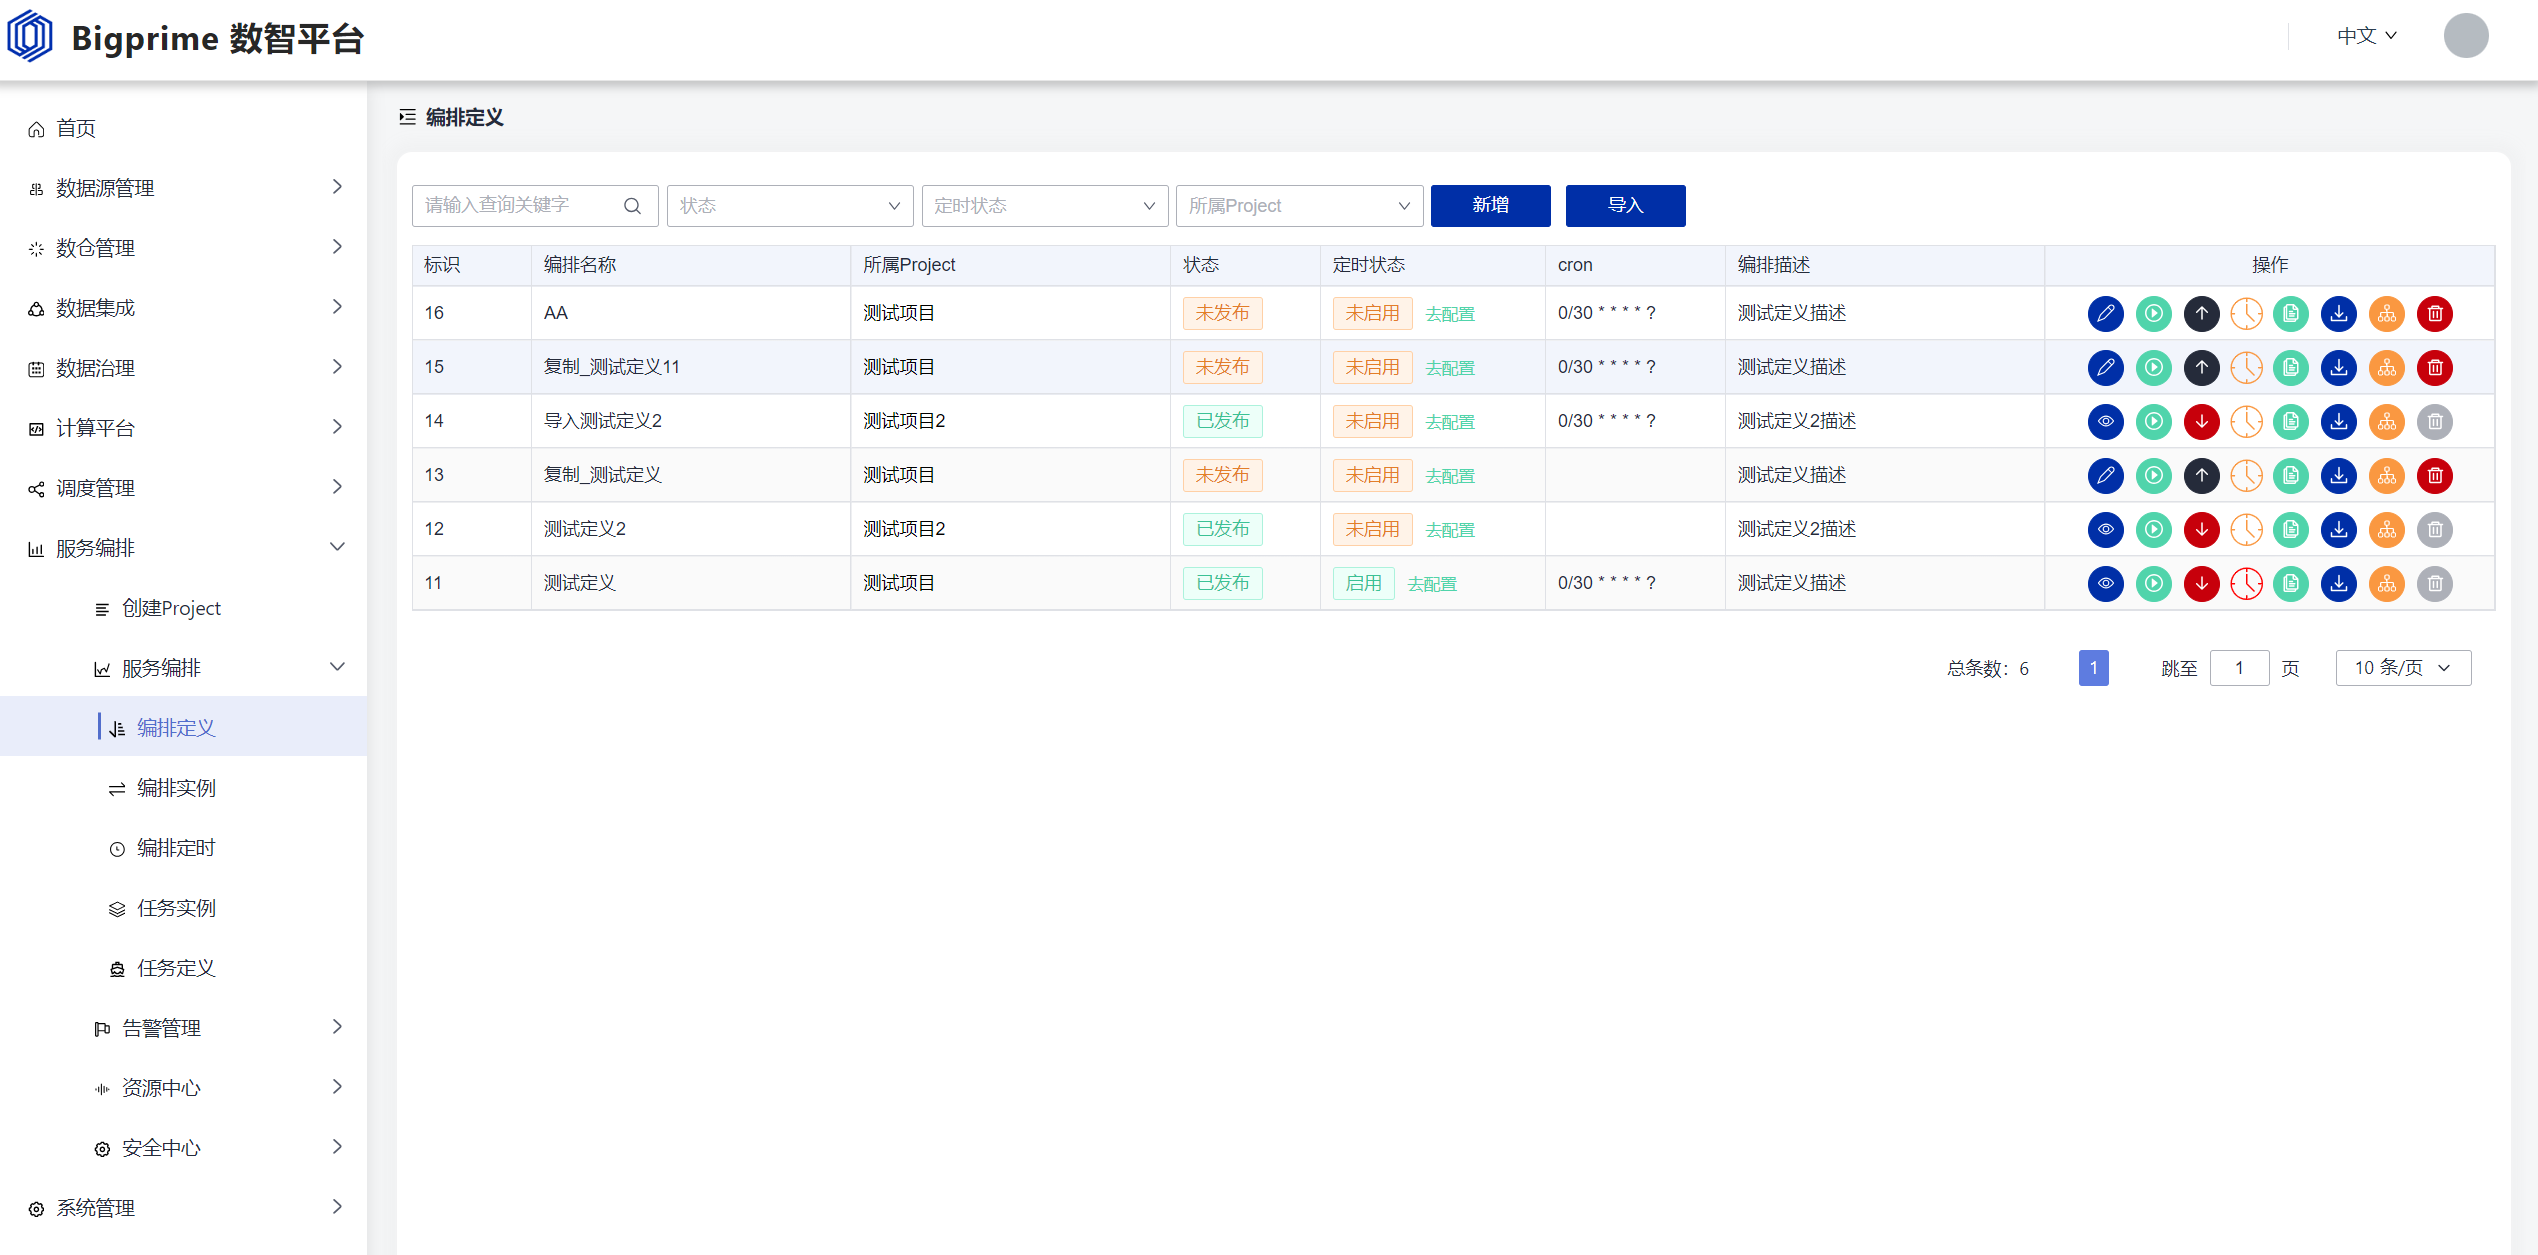 Bigprime 数智平台
中文
首页
数据源管理
数仓管理
数据集成
数据治理
计算平台
调度管理
服务编排
创建Project
服务编排
编排定义
编排实例
编排定时
任务实例
任务定义
告警管理
资源中心
安全中心
系统管理
编排定义
请输入查询关键字 状态 定时状态 所属Project 新增 导入
标识 编排名称 所属Project 状态 定时状态 cron 编排描述 操作
16 AA 测试项目 未发布 未启用 去配置 0/30 * * * * ? 测试定义描述
15 复制_测试定义11 测试项目 未发布 未启用 去配置 0/30 * * * * ? 测试定义描述
14 导入测试定义2 测试项目2 已发布 未启用 去配置 0/30 * * * * ? 测试定义2描述
13 复制_测试定义 测试项目 未发布 未启用 去配置 测试定义描述
12 测试定义2 测试项目2 已发布 未启用 去配置 测试定义2描述
11 测试定义 测试项目 已发布 启用 去配置 0/30 * * * * ? 测试定义描述
总条数：6 1 跳至 1 页 10 条/页